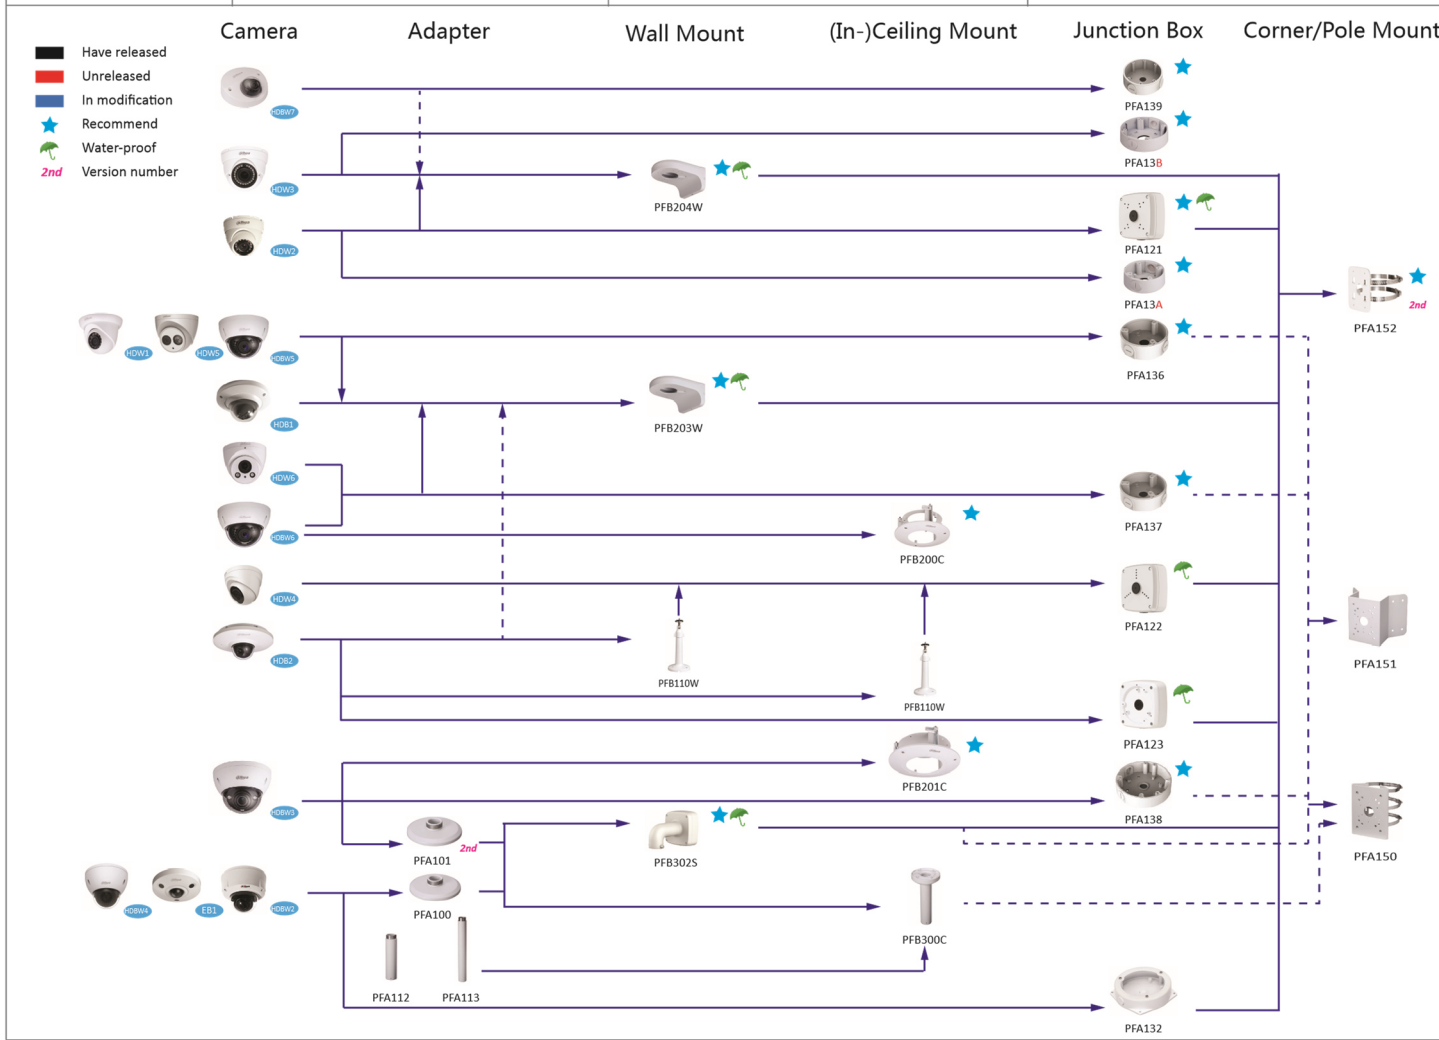 Camera
Adapter
Wall Mount
(In-)Ceiling Mount
Junction Box
Corner/Pole Mount
Have released
Unreleased
In modification
Recommend
Water-proof
2nd Version number
HDBW7
PFA139
PFA13B
HDW3
PFB204W
HDW2
PFA121
PFA13A
2nd
PFA152
HDW1
HDW5
HDBW5
PFA136
HDB1
PFB203W
HDW6
PFA137
HDBW6
PFB200C
HDW4
PFA122
HDB2
PFB110W
PFB110W
PFA151
PFA123
PFB201C
HDBW3
PFA138
PFA101
2nd
PFB302S
PFA150
HDBW4
EB1
HDBW2
PFA100
PFB300C
PFA112
PFA113
PFA132